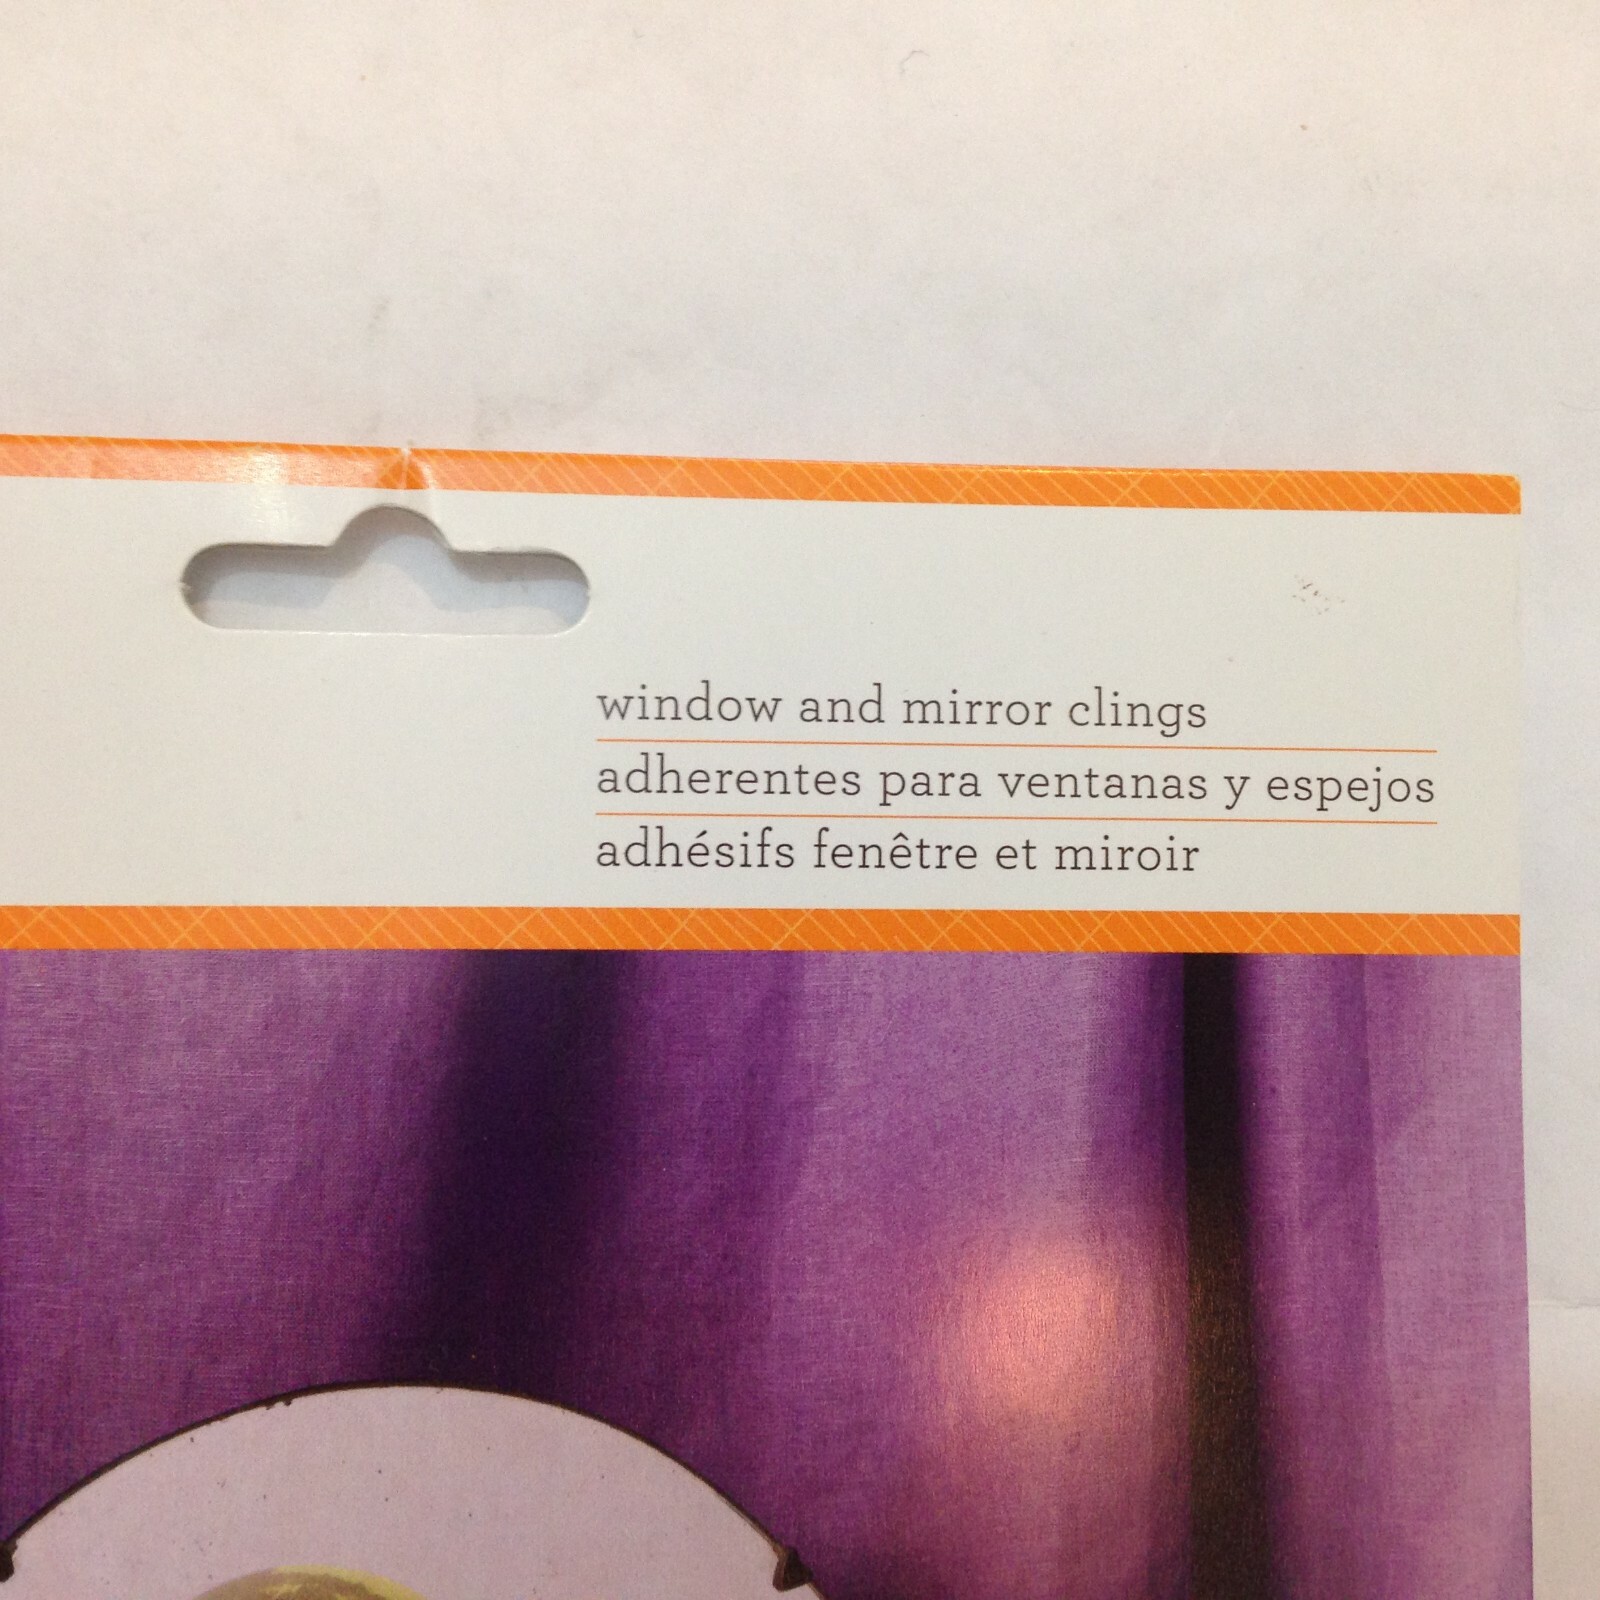 window and mirror clings
adherentes para ventanas y espejos
adhésifs fenêtre et miroir